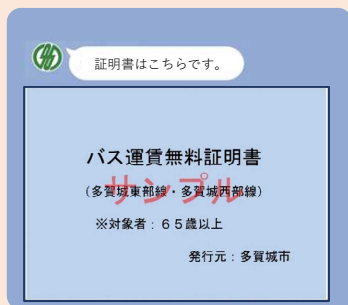 証明書はこちらです。
バス運賃無料証明書
(多賀城東部線・多賀城西部線)
サンプル
※対象者：６５歳以上
発行元：多賀城市